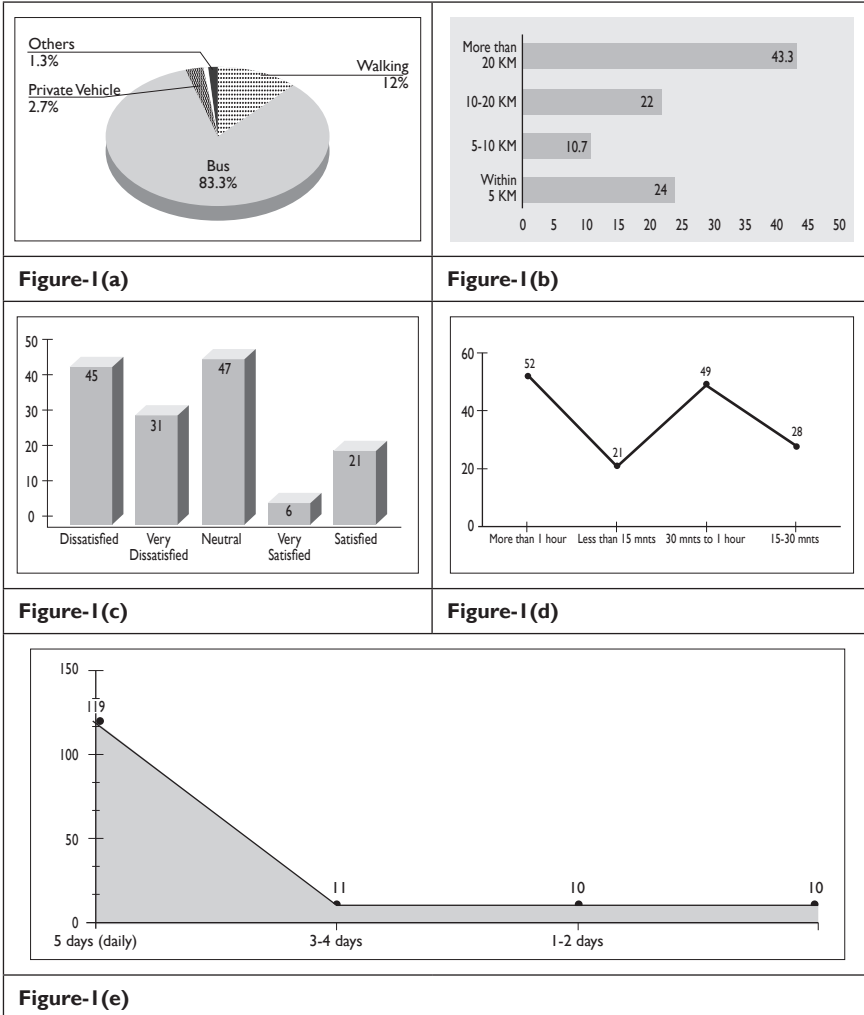 Others
1.3%
Private Vehicle
2.7%
Walking
12%
Bus
83.3%
Figure-1(a)
More than
20 KM
43.3
10-20 KM
22
5-10 KM
10.7
Within
5 KM
24
0 5 10 15 20 25 30 35 40 45 50
Figure-1(b)
50
40
30
20
10
0
45
31
47
6
21
Dissatisfied
Very
Dissatisfied
Neutral
Very
Satisfied
Satisfied
Figure-1(c)
60
40
20
0
52
21
49
28
More than 1 hour
Less than 15 mnts
30 mnts to 1 hour
15-30 mnts
Figure-1(d)
150
100
50
0
119
11
10
10
5 days (daily)
3-4 days
1-2 days
Figure-1(e)